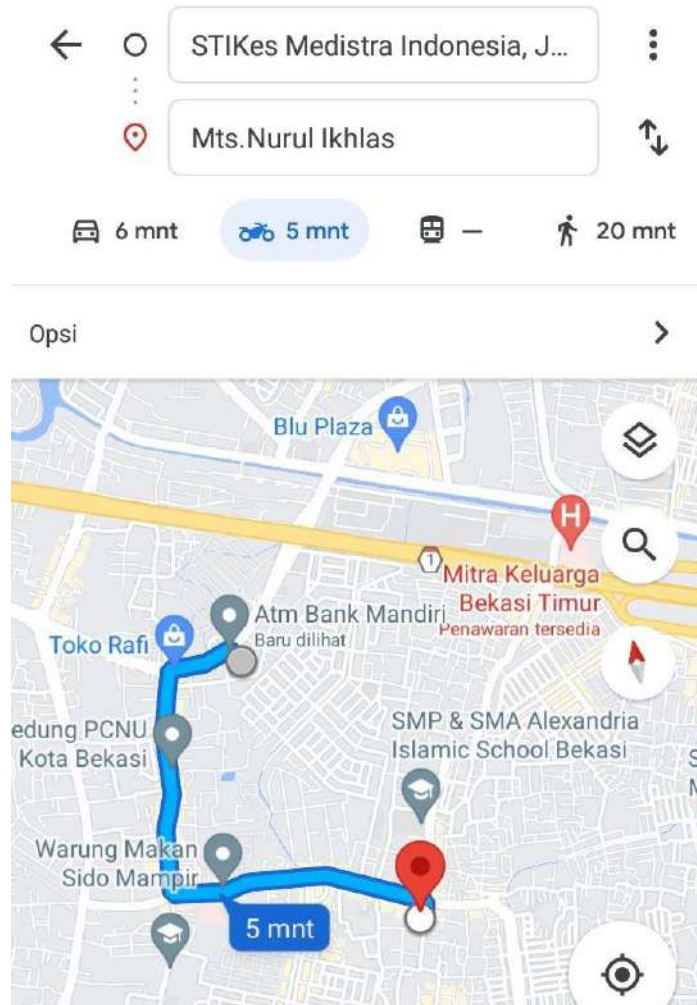 STIKes Medistra Indonesia, J...
Mts.Nurul Ikhlas
6 mnt
5 mnt
—
20 mnt
Opsi
Blu Plaza
H
1
Mitra Keluarga
Bekasi Timur
Penawaran tersedia
Atm Bank Mandiri
Baru dilihat
Toko Rafi
edung PCNU
Kota Bekasi
SMP & SMA Alexandria
Islamic School Bekasi
S
M
Warung Makan
Sido Mampir
5 mnt